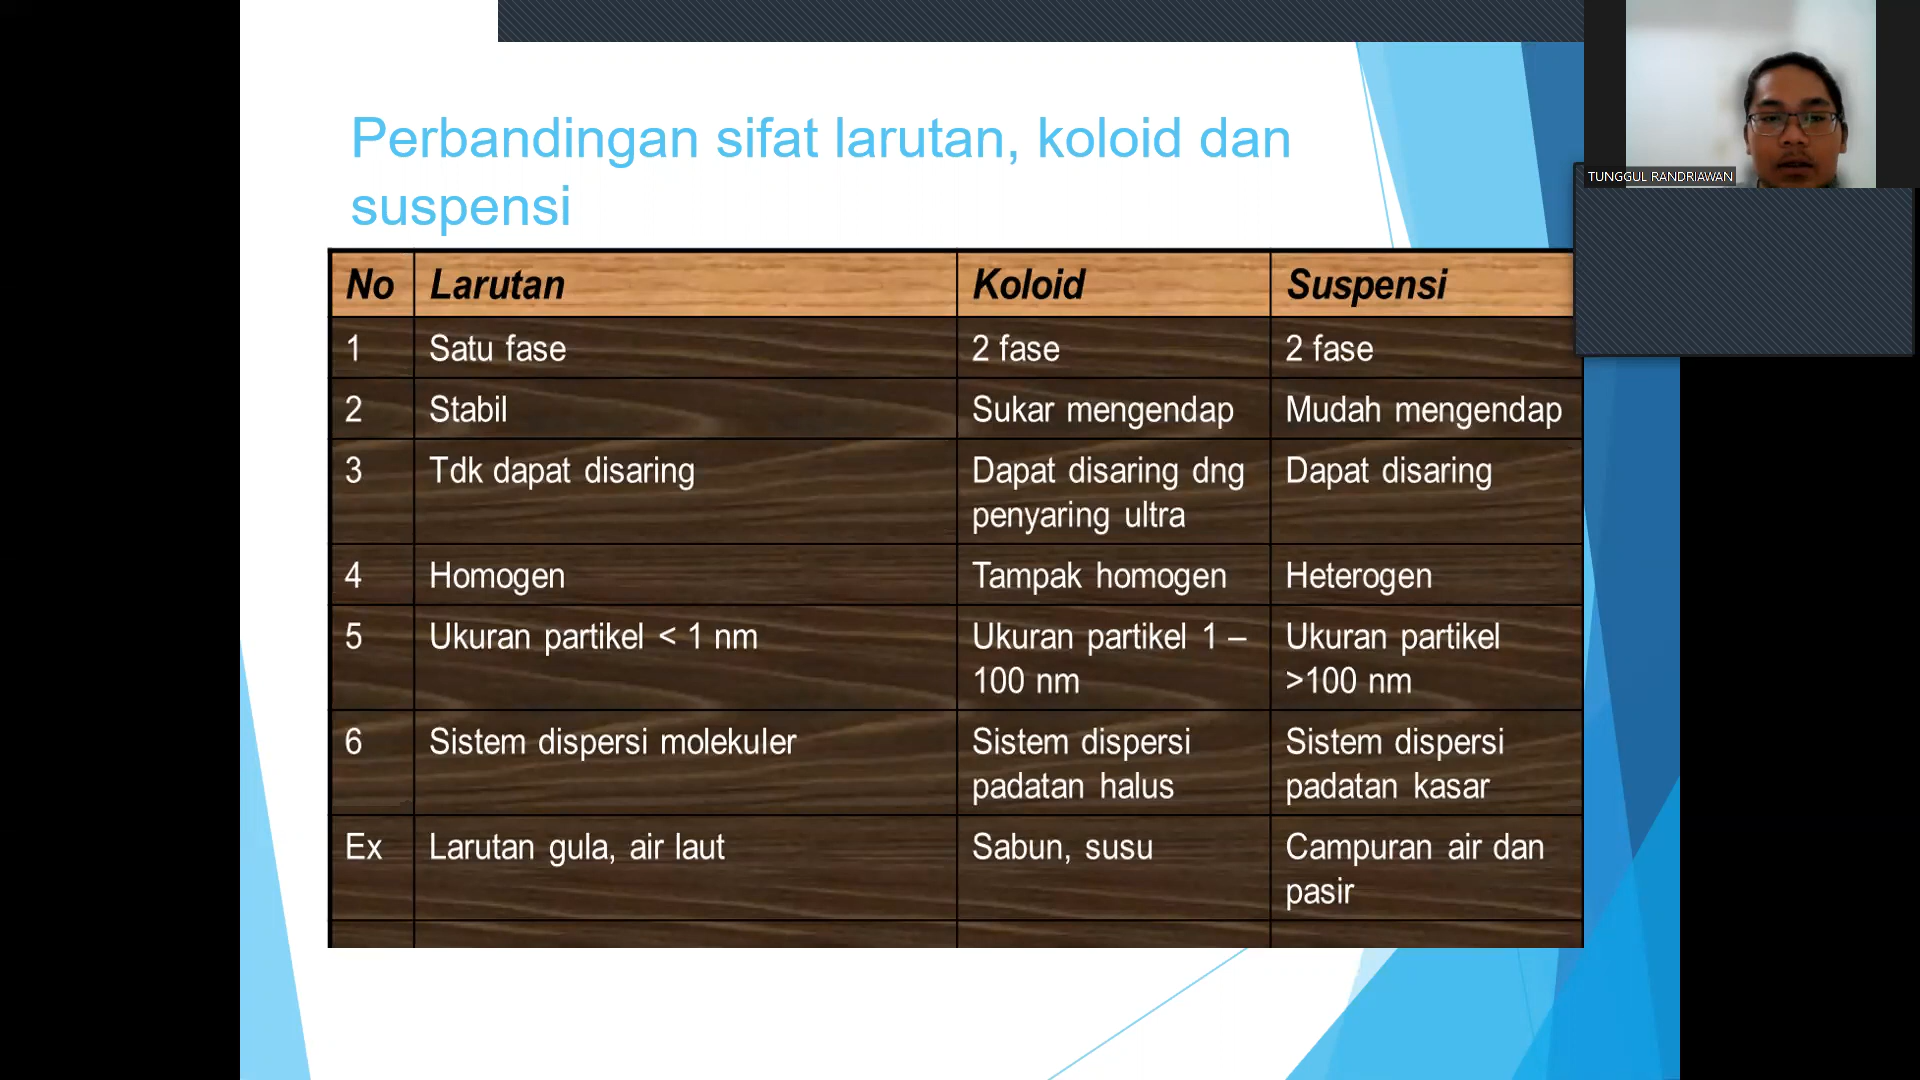 Perbandingan sifat larutan, koloid dan
suspensi
TUNGGUL RANDRIAWAN
No Larutan Koloid Suspensi
1 Satu fase 2 fase 2 fase
2 Stabil Sukar mengendap Mudah mengendap
3 Tdk dapat disaring Dapat disaring dng Dapat disaring
penyaring ultra
4 Homogen Tampak homogen Heterogen
5 Ukuran partikel < 1 nm Ukuran partikel 1 – Ukuran partikel
100 nm >100 nm
6 Sistem dispersi molekuler Sistem dispersi Sistem dispersi
padatan halus padatan kasar
Ex Larutan gula, air laut Sabun, susu Campuran air dan
pasir